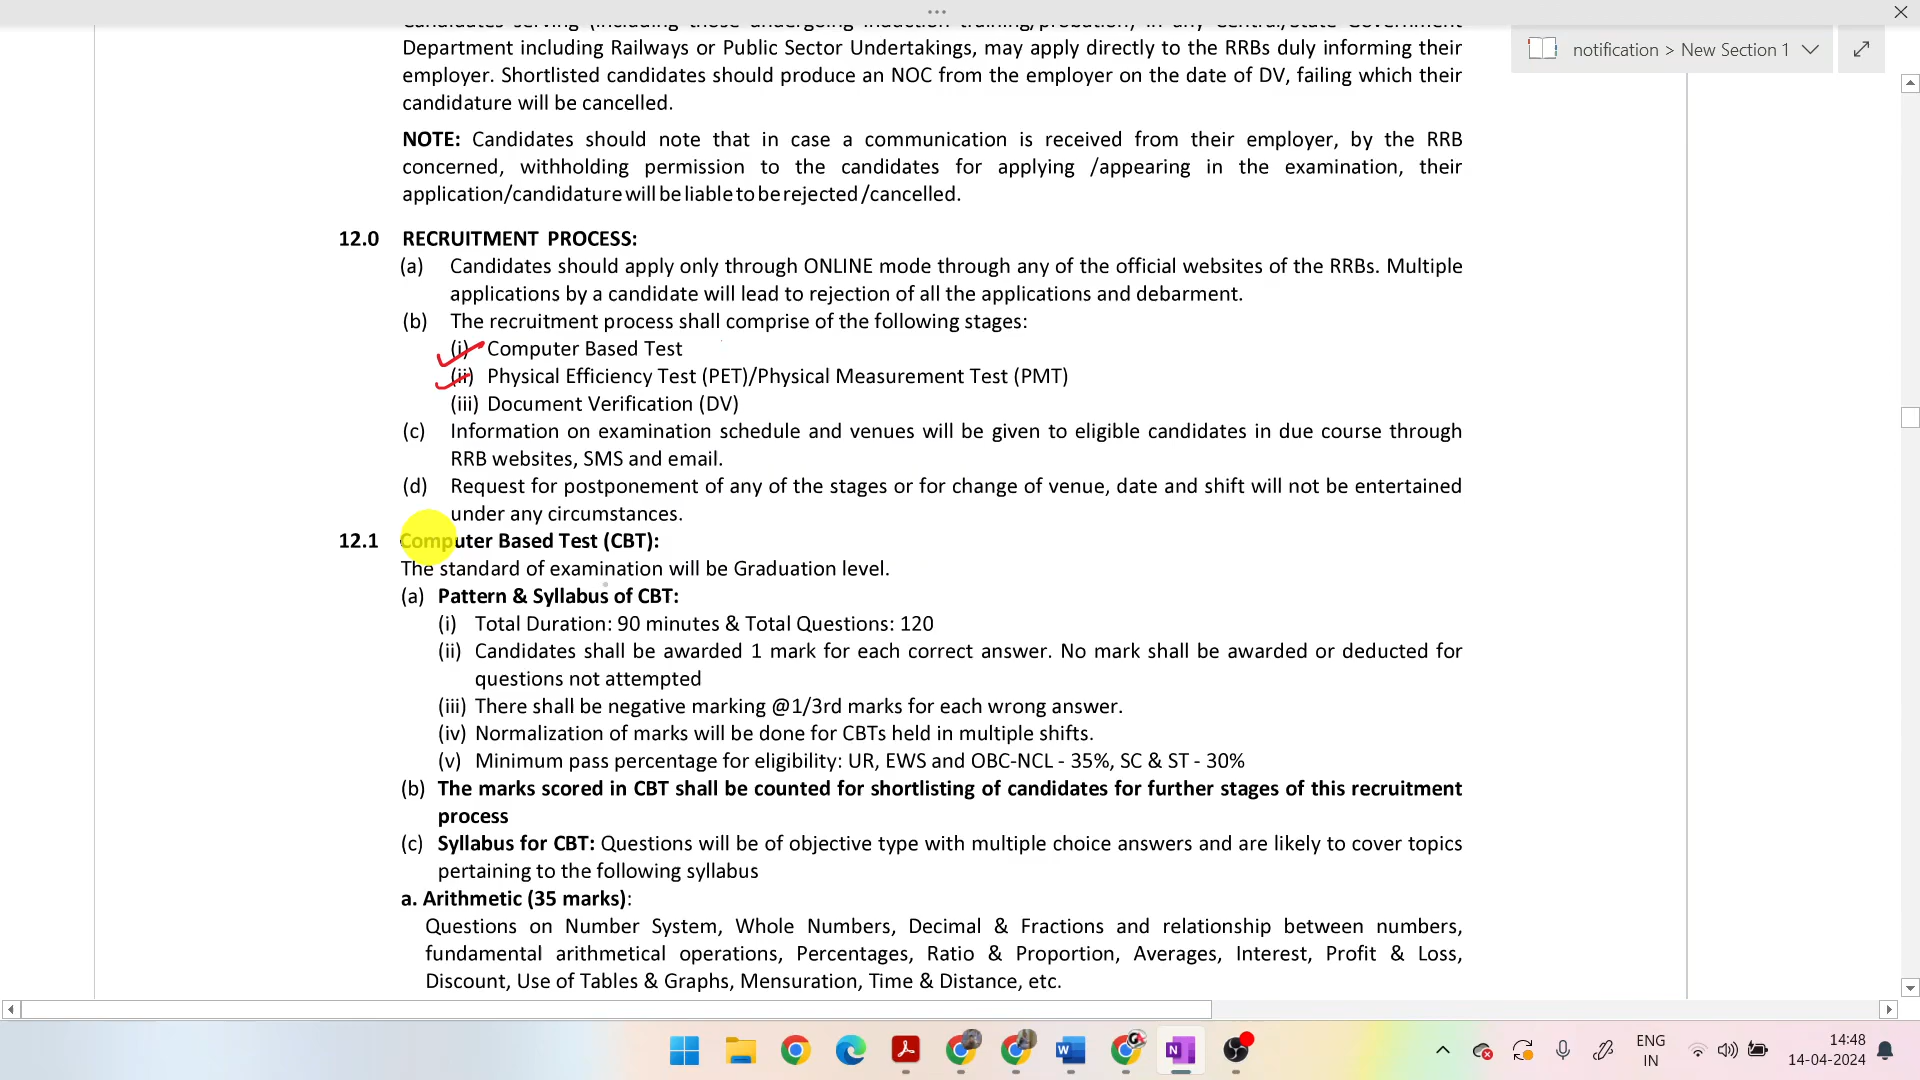 Candidates serving (including those undergoing induction training/probation) in any Central/State Government
Department including Railways or Public Sector Undertakings, may apply directly to the RRBs duly informing their
employer. Shortlisted candidates should produce an NOC from the employer on the date of DV, failing which their
candidature will be cancelled.
NOTE: Candidates should note that in case a communication is received from their employer, by the RRB
concerned, withholding permission to the candidates for applying /appearing in the examination, their
application/candidature will be liable to be rejected /cancelled.
12.0 RECRUITMENT PROCESS:
(a) Candidates should apply only through ONLINE mode through any of the official websites of the RRBs. Multiple
applications by a candidate will lead to rejection of all the applications and debarment.
(b) The recruitment process shall comprise of the following stages:
(i) Computer Based Test
(ii) Physical Efficiency Test (PET)/Physical Measurement Test (PMT)
(iii) Document Verification (DV)
(c) Information on examination schedule and venues will be given to eligible candidates in due course through
RRB websites, SMS and email.
(d) Request for postponement of any of the stages or for change of venue, date and shift will not be entertained
under any circumstances.
12.1 Computer Based Test (CBT):
The standard of examination will be Graduation level.
(a) Pattern & Syllabus of CBT:
(i) Total Duration: 90 minutes & Total Questions: 120
(ii) Candidates shall be awarded 1 mark for each correct answer. No mark shall be awarded or deducted for
questions not attempted
(iii) There shall be negative marking @1/3rd marks for each wrong answer.
(iv) Normalization of marks will be done for CBTs held in multiple shifts.
(v) Minimum pass percentage for eligibility: UR, EWS and OBC-NCL - 35%, SC & ST - 30%
(b) The marks scored in CBT shall be counted for shortlisting of candidates for further stages of this recruitment
process
(c) Syllabus for CBT: Questions will be of objective type with multiple choice answers and are likely to cover topics
pertaining to the following syllabus
a. Arithmetic (35 marks):
Questions on Number System, Whole Numbers, Decimal & Fractions and relationship between numbers,
fundamental arithmetical operations, Percentages, Ratio & Proportion, Averages, Interest, Profit & Loss,
Discount, Use of Tables & Graphs, Mensuration, Time & Distance, etc.
notification > New Section 1
ENG
IN
14:48
14-04-2024